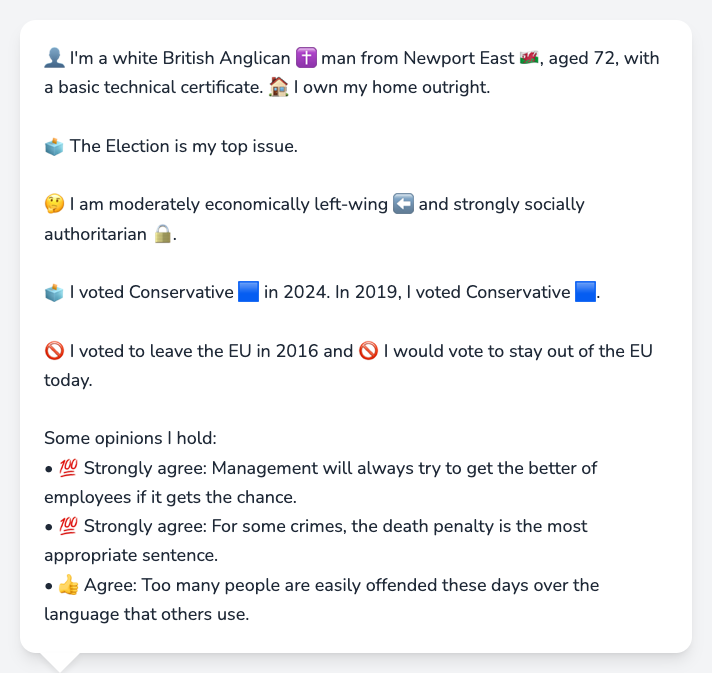 👤 I'm a white British Anglican ✝️ man from Newport East 🏴󠁧󠁢󠁷󠁬󠁳󠁿, aged 72, with
a basic technical certificate. 🏠 I own my home outright.
🗳️ The Election is my top issue.
🤔 I am moderately economically left-wing ⬅️ and strongly socially
authoritarian 🔒.
🗳️ I voted Conservative 🟦 in 2024. In 2019, I voted Conservative 🟦.
🚫 I voted to leave the EU in 2016 and 🚫 I would vote to stay out of the EU
today.
Some opinions I hold:
• 💯 Strongly agree: Management will always try to get the better of
employees if it gets the chance.
• 💯 Strongly agree: For some crimes, the death penalty is the most
appropriate sentence.
• 👍 Agree: Too many people are easily offended these days over the
language that others use.